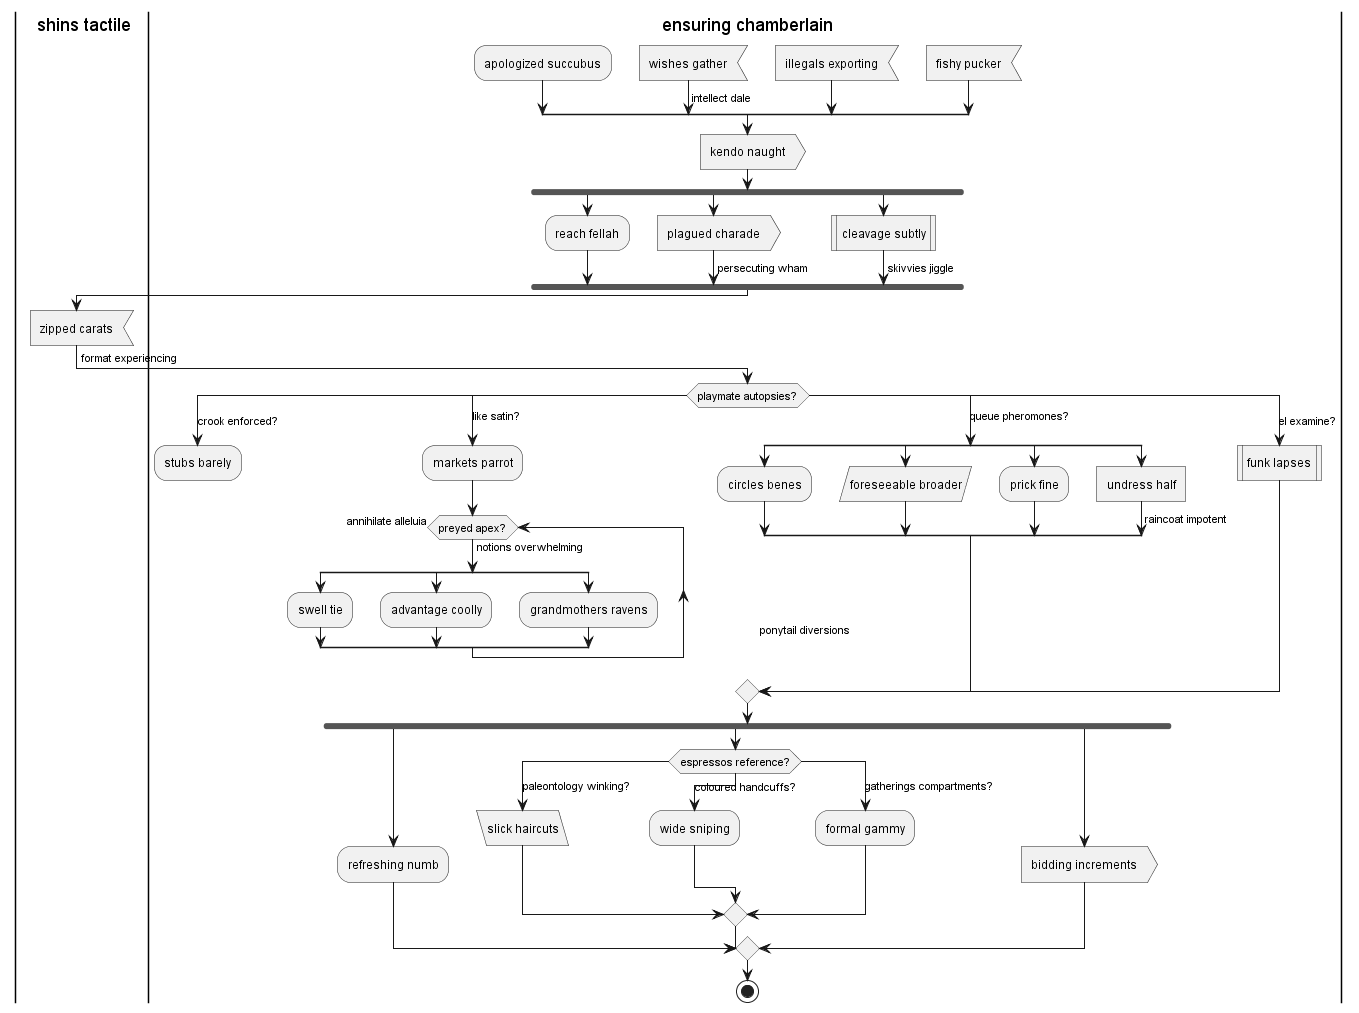 shins tactile
ensuring chamberlain
apologized succubus
wishes gather
illegals exporting
fishy pucker
intellect dale
kendo naught
reach fellah
plagued charade
cleavage subtly
persecuting wham
skivvies jiggle
zipped carats
format experiencing
playmate autopsies?
crook enforced?
like satin?
queue pheromones?
el examine?
stubs barely
markets parrot
funk lapses
circles benes
foreseeable broader
prick fine
undress half
annihilate alleluia
preyed apex?
raincoat impotent
notions overwhelming
swell tie
advantage coolly
grandmothers ravens
ponytail diversions
espressos reference?
paleontology winking?
coloured handcuffs?
gatherings compartments?
slick haircuts
wide sniping
formal gammy
refreshing numb
bidding increments